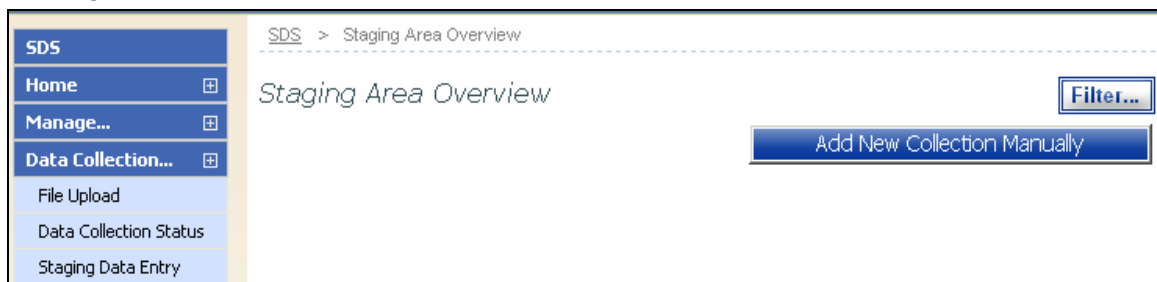 SDS
Home
Manage...
Data Collection...
File Upload
Data Collection Status
Staging Data Entry
SDS > Staging Area Overview
Staging Area Overview
Filter...
Add New Collection Manually